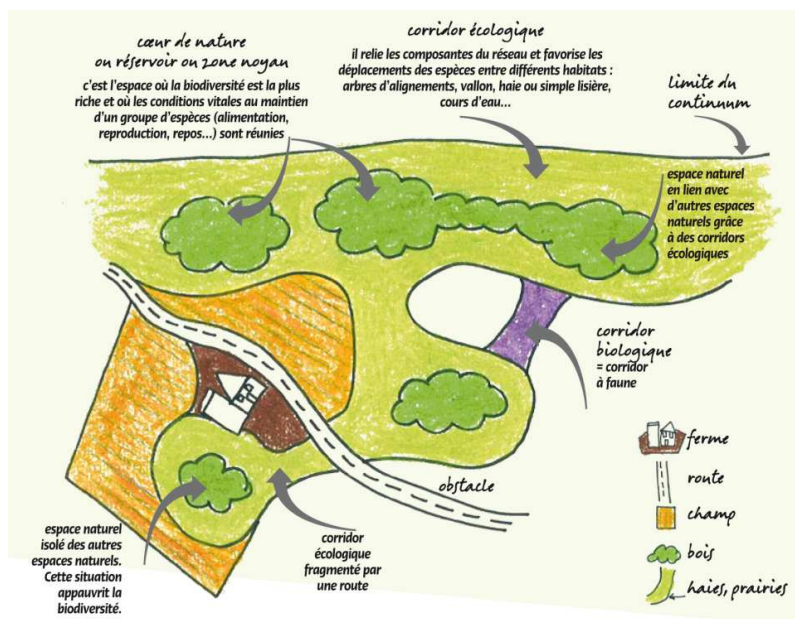 cœur de nature
ou réservoir ou zone noyau
c'est l'espace où la biodiversité est la plus
riche et où les conditions vitales au maintien
d'un groupe d'espèces (alimentation,
reproduction, repos...) sont réunies
corridor écologique
il relie les composantes du réseau et favorise les
déplacements des espèces entre différents habitats :
arbres d'alignements, vallon, haie ou simple lisière,
cours d'eau...
limite du
continuum
espace naturel
en lien avec
d'autres espaces
naturels grâce
à des corridors
écologiques
corridor
biologique
= corridor
à faune
obstacle
espace naturel
isolé des autres
espaces naturels.
Cette situation
appauvrit la
biodiversité.
corridor
écologique
fragmenté par
une route
ferme
route
champ
bois
haies, prairies